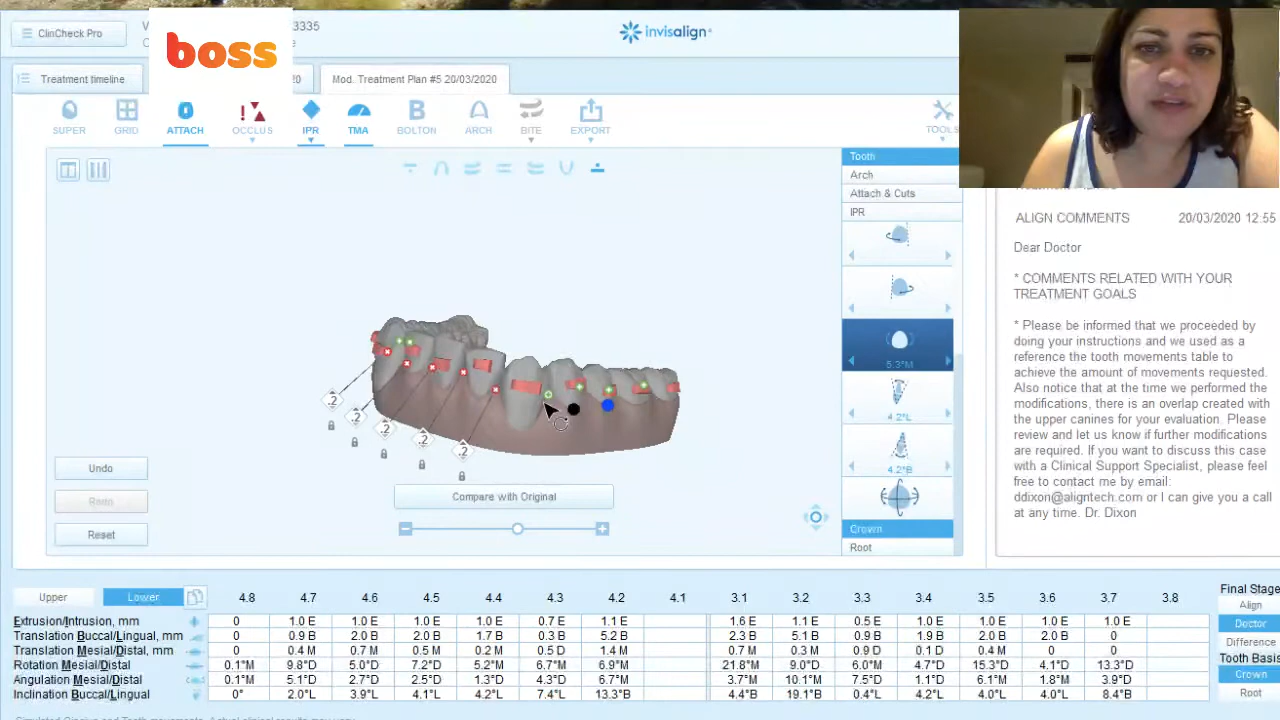 ClinCheck Pro
V
3335
boss
invisalign
Treatment timeline
20
Mod. Treatment Plan #5 20/03/2020
SUPER
GRID
ATTACH
OCCLUS
IPR
TMA
BOLTON
ARCH
BITE
EXPORT
TOOLS
Tooth
Arch
Attach & Cuts
IPR
5.3°M
4.2°L
4.2°B
Crown
Root
.2
.2
.2
.2
.2
Undo
Redo
Reset
Compare with Original
ALIGN COMMENTS 20/03/2020 12:55
Dear Doctor
* COMMENTS RELATED WITH YOUR
TREATMENT GOALS
* Please be informed that we proceeded by
doing your instructions and we used as a
reference the tooth movements table to
achieve the amount of movements requested.
Also notice that at the time we performed the
modifications, there is an overlap created with
the upper canines for your evaluation. Please
review and let us know if further modifications
are required. If you want to discuss this case
with a Clinical Support Specialist, please feel
free to contact me by email:
ddixon@aligntech.com or I can give you a call
at any time. Dr. Dixon
Upper Lower 4.8 4.7 4.6 4.5 4.4 4.3 4.2 4.1 3.1 3.2 3.3 3.4 3.5 3.6 3.7 3.8
Extrusion/Intrusion, mm 0 1.0 E 1.0 E 1.0 E 1.0 E 0.7 E 1.1 E 1.6 E 1.1 E 0.5 E 1.0 E 1.0 E 1.0 E 1.0 E
Translation Buccal/Lingual, mm 0 0.9 B 2.0 B 2.0 B 1.7 B 0.8 B 5.2 B 2.3 B 5.1 B 0.9 B 1.9 B 2.0 B 2.0 B 0
Translation Mesial/Distal, mm 0 0.4 M 0.7 M 0.5 M 0.2 M 0.5 D 1.4 M 0.7 M 0.3 M 0.9 D 0.1 D 0.4 M 0 0
Rotation Mesial/Distal 0.1°M 9.8°D 5.0°D 7.2°D 5.2°M 6.7°M 6.9°M 21.8°M 9.0°D 6.0°M 4.7°D 15.3°D 4.1°D 13.3°D
Angulation Mesial/Distal 0.1°M 5.1°D 2.7°D 2.5°D 1.3°D 4.3°D 6.7°M 3.7°M 10.1°M 7.5°D 1.1°D 6.1°M 1.8°M 3.9°D
Inclination Buccal/Lingual 0° 2.0°L 3.9°L 4.1°L 4.2°L 7.4°L 13.3°B 4.4°B 19.1°B 0.4°L 4.2°L 4.0°L 4.0°L 8.4°B
Final Stage
Align
Doctor
Difference
Tooth Basis
Crown
Root